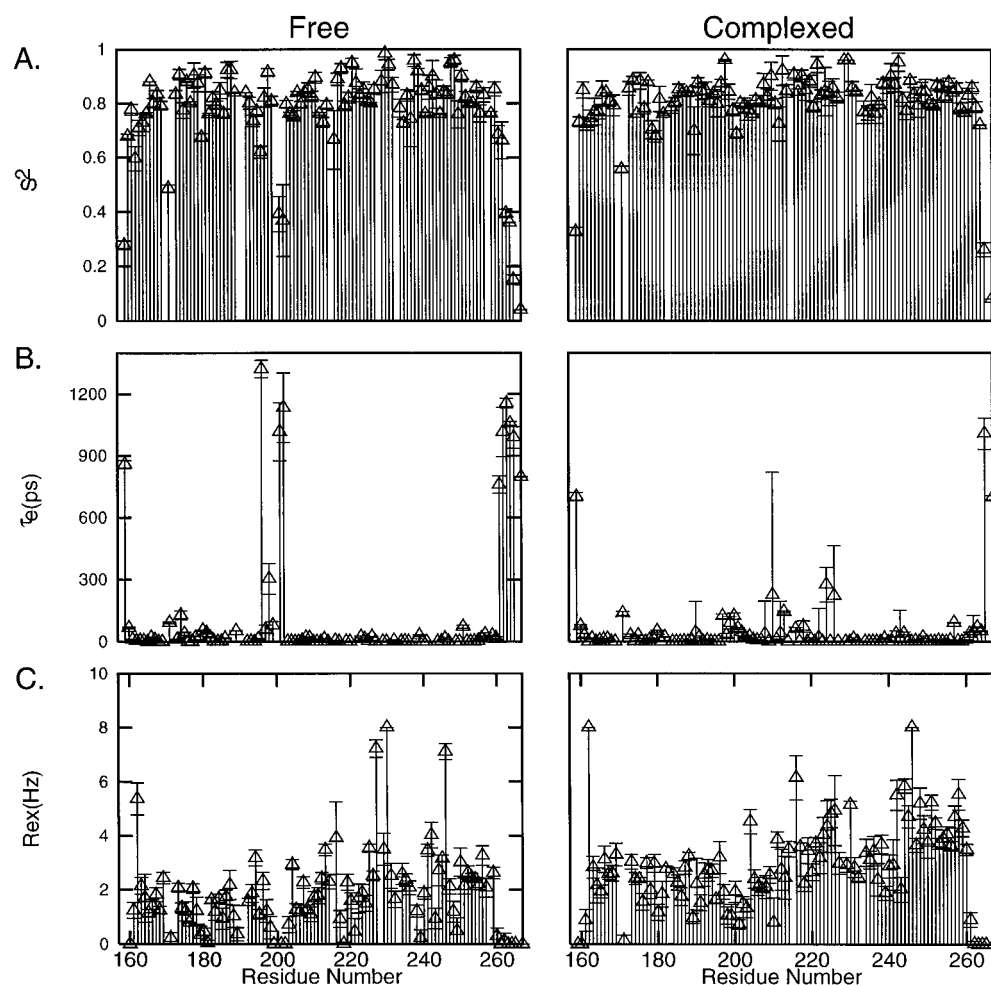 Free Complexed
A.
1
0.8
0.6
0.4
0.2
0
S²
B.
1200
900
600
300
0
τe(ps)
C.
10
8
6
4
2
0
Rex(Hz)
160 180 200 220 240 260 160 180 200 220 240 260
Residue Number Residue Number